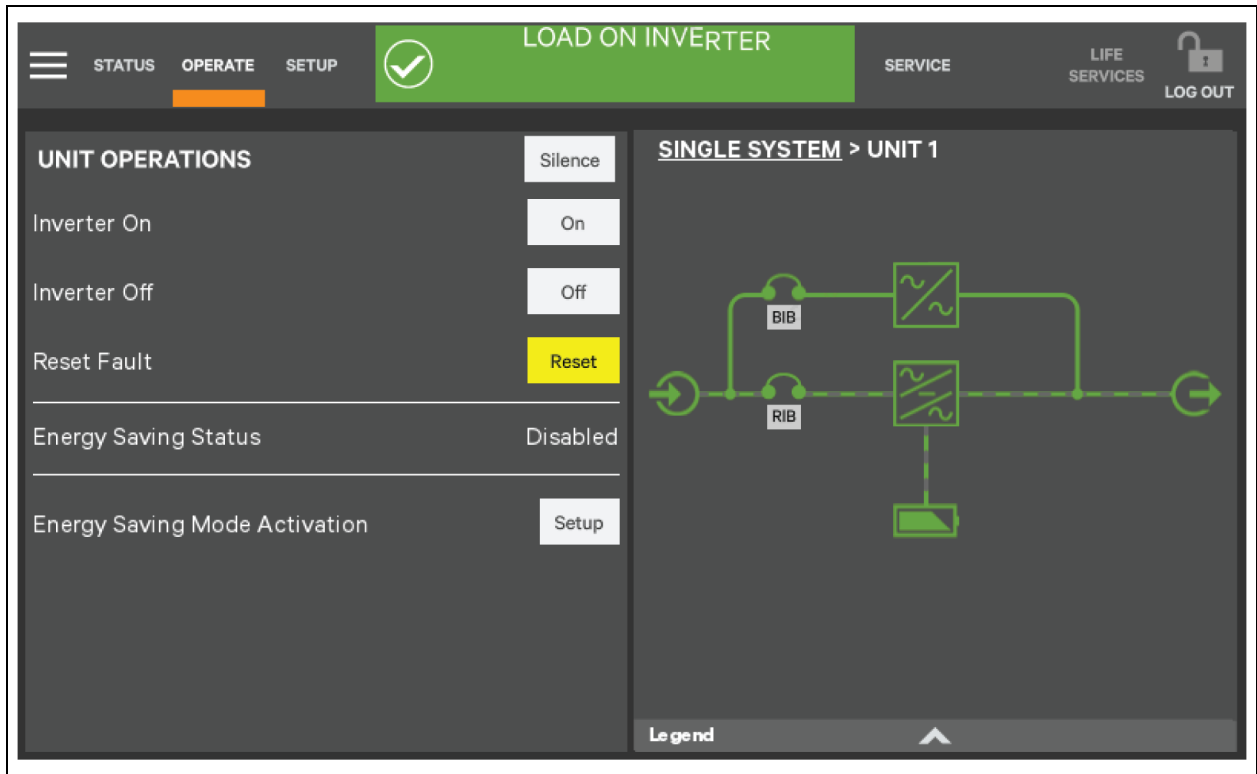 STATUS OPERATE SETUP LOAD ON INVERTER SERVICE LIFE SERVICES LOG OUT
UNIT OPERATIONS Silence
Inverter On On
Inverter Off Off
Reset Fault Reset
Energy Saving Status Disabled
Energy Saving Mode Activation Setup
SINGLE SYSTEM > UNIT 1
BIB
RIB
Legend